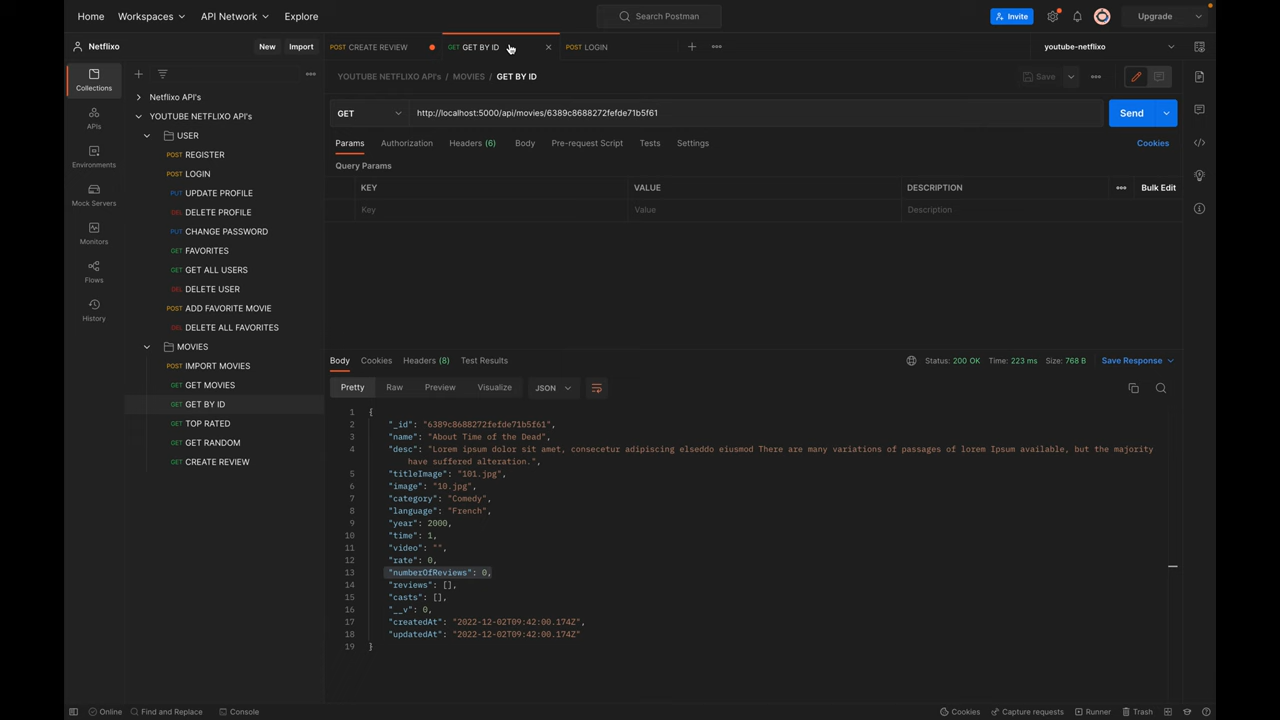 Home Workspaces API Network Explore Search Postman Invite Upgrade
Netflixo New Import POST CREATE REVIEW GET GET BY ID POST LOGIN youtube-netflixo
Collections
APIs
Environments
Mock Servers
Monitors
Flows
History
Netflixo API's
YOUTUBE NETFLIXO API's
USER
POST REGISTER
POST LOGIN
PUT UPDATE PROFILE
DEL DELETE PROFILE
PUT CHANGE PASSWORD
GET FAVORITES
GET GET ALL USERS
DEL DELETE USER
POST ADD FAVORITE MOVIE
DEL DELETE ALL FAVORITES
MOVIES
POST IMPORT MOVIES
GET GET MOVIES
GET GET BY ID
GET TOP RATED
GET GET RANDOM
POST CREATE REVIEW
YOUTUBE NETFLIXO API's / MOVIES / GET BY ID Save
GET http://localhost:5000/api/movies/6389c8688272fefde71b5f61 Send
Params Authorization Headers (6) Body Pre-request Script Tests Settings Cookies
Query Params
KEY VALUE DESCRIPTION Bulk Edit
Key Value Description
Body Cookies Headers (8) Test Results Status: 200 OK Time: 223 ms Size: 768 B Save Response
Pretty Raw Preview Visualize JSON
1 {
2 "_id": "6389c8688272fefde71b5f61",
3 "name": "About Time of the Dead",
4 "desc": "Lorem ipsum dolor sit amet, consectetur adipiscing elseddo eiusmod There are many variations of passages of lorem Ipsum available, but the majority
have suffered alteration.",
5 "titleImage": "101.jpg",
6 "image": "10.jpg",
7 "category": "Comedy",
8 "language": "French",
9 "year": 2000,
10 "time": 1,
11 "video": "",
12 "rate": 0,
13 "numberOfReviews": 0,
14 "reviews": [],
15 "casts": [],
16 "__v": 0,
17 "createdAt": "2022-12-02T09:42:00.174Z",
18 "updatedAt": "2022-12-02T09:42:00.174Z"
19 }
Online Find and Replace Console Cookies Capture requests Runner Trash